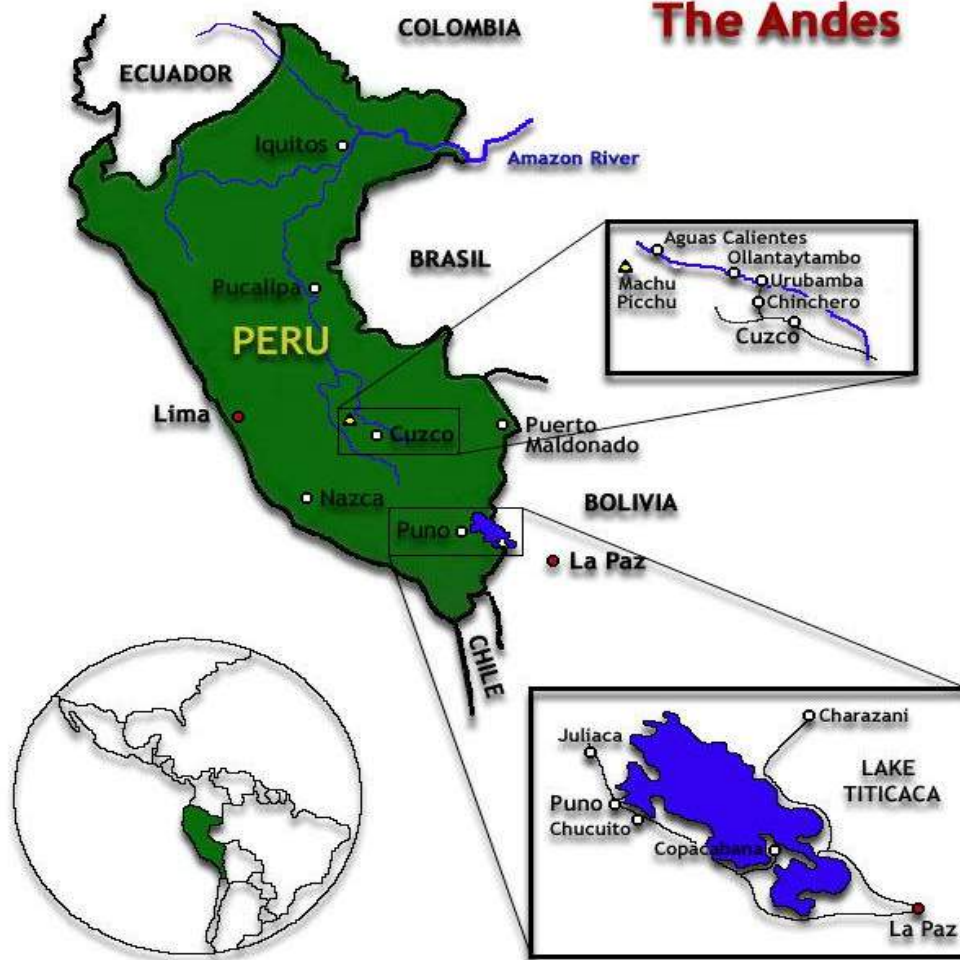 The Andes
COLOMBIA
ECUADOR
Iquitos
Amazon River
BRASIL
Pucallpa
PERU
Lima
Cuzco
Puerto
Maldonado
Nazca
BOLIVIA
Puno
La Paz
CHILE
Aguas Calientes
Ollantaytambo
Urubamba
Machu
Picchu
Chinchero
Cuzco
Charazani
Juliaca
LAKE
TITICACA
Puno
Chucuito
Copacabana
La Paz